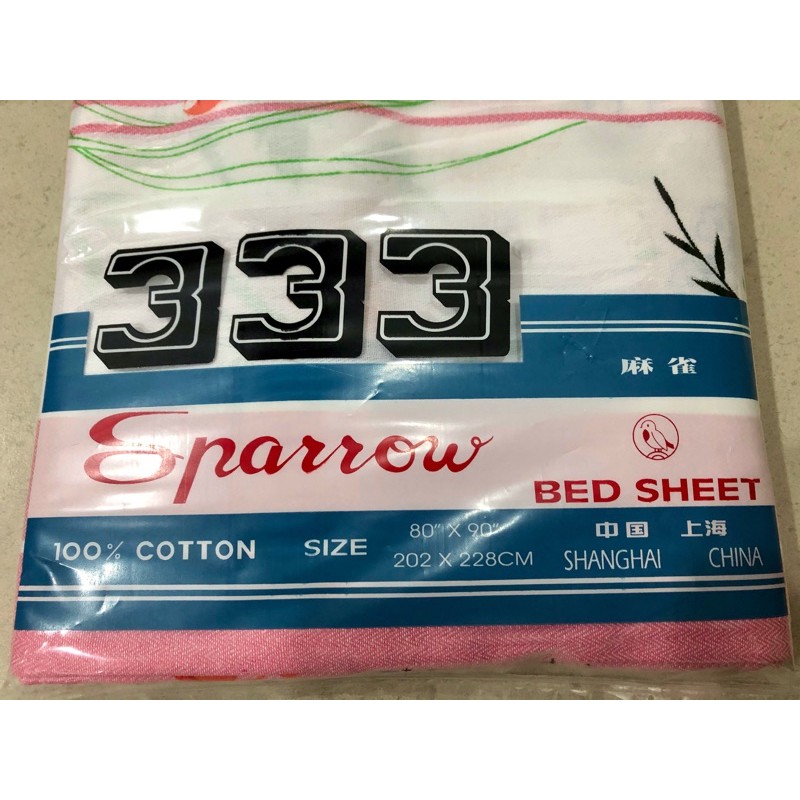 333
麻雀
Sparrow
BED SHEET
100% COTTON SIZE 80" X 90" 中国 上海
202 X 228CM SHANGHAI CHINA